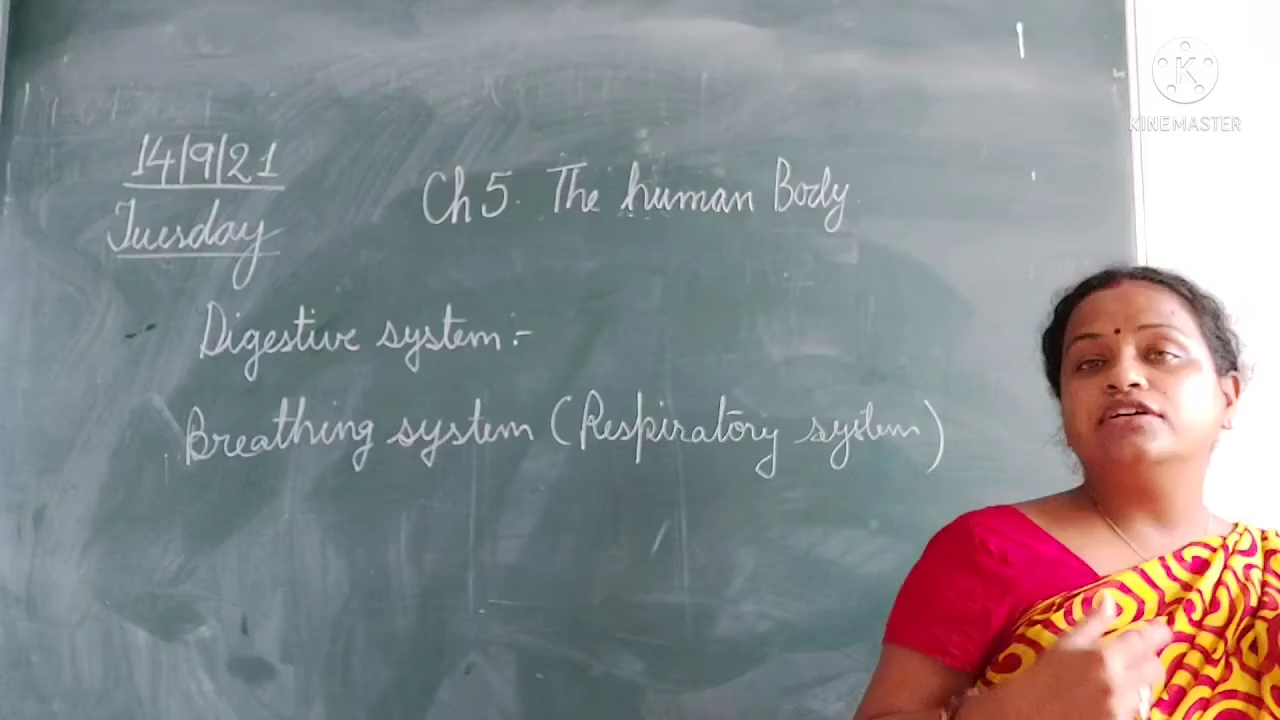 14/9/21
Tuesday
Ch 5. The human Body
Digestive system:-
Breathing system (Respiratory system)
K
KINEMASTER